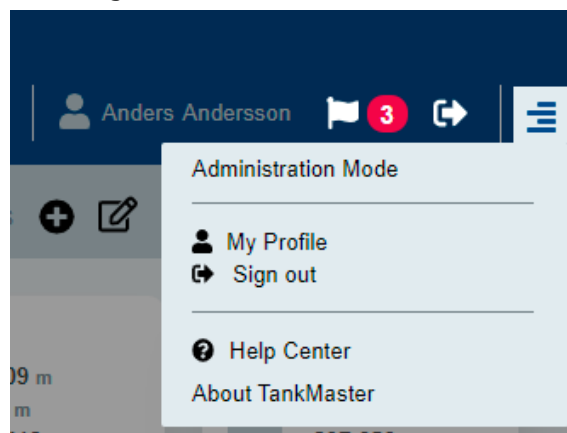 Anders Andersson 3
Administration Mode
My Profile
Sign out
Help Center
m
About TankMaster
m